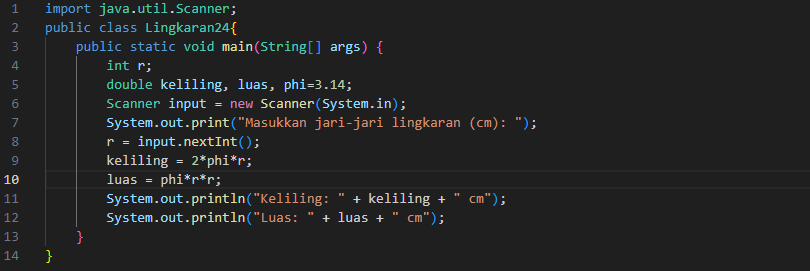 1 import java.util.Scanner;
2 public class Lingkaran24{
3     public static void main(String[] args) {
4         int r;
5         double keliling, luas, phi=3.14;
6         Scanner input = new Scanner(System.in);
7         System.out.print("Masukkan jari-jari lingkaran (cm): ");
8         r = input.nextInt();
9         keliling = 2*phi*r;
10         luas = phi*r*r;
11         System.out.println("Keliling: " + keliling + " cm");
12         System.out.println("Luas: " + luas + " cm");
13     }
14 }